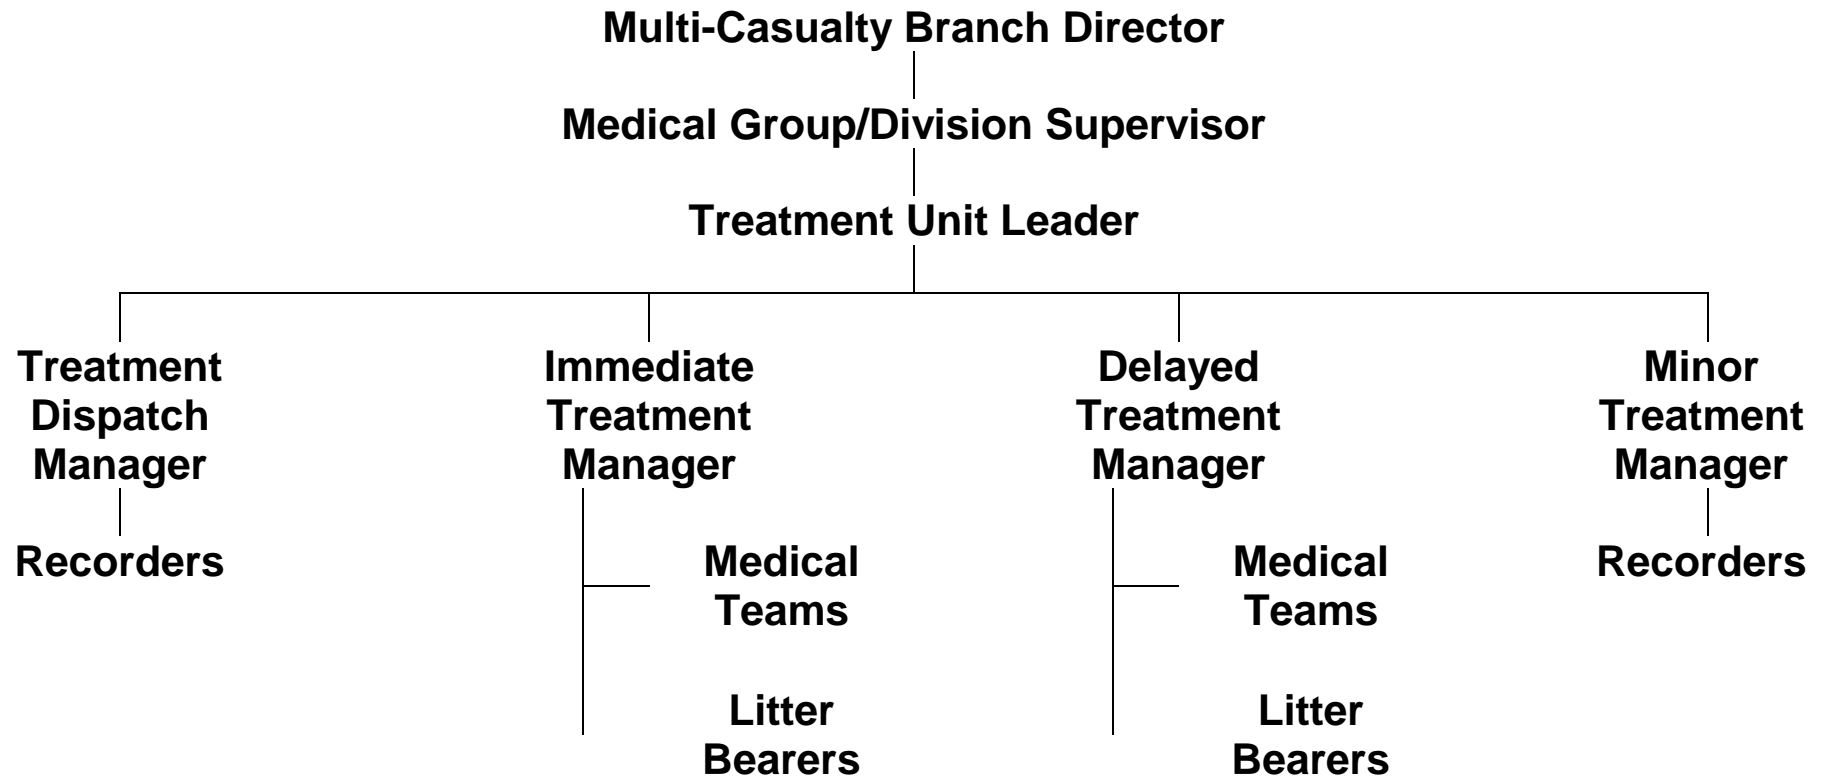 Multi-Casualty Branch Director
Medical Group/Division Supervisor
Treatment Unit Leader
Treatment
Dispatch
Manager
Recorders
Immediate
Treatment
Manager
Medical
Teams
Litter
Bearers
Delayed
Treatment
Manager
Medical
Teams
Litter
Bearers
Minor
Treatment
Manager
Recorders